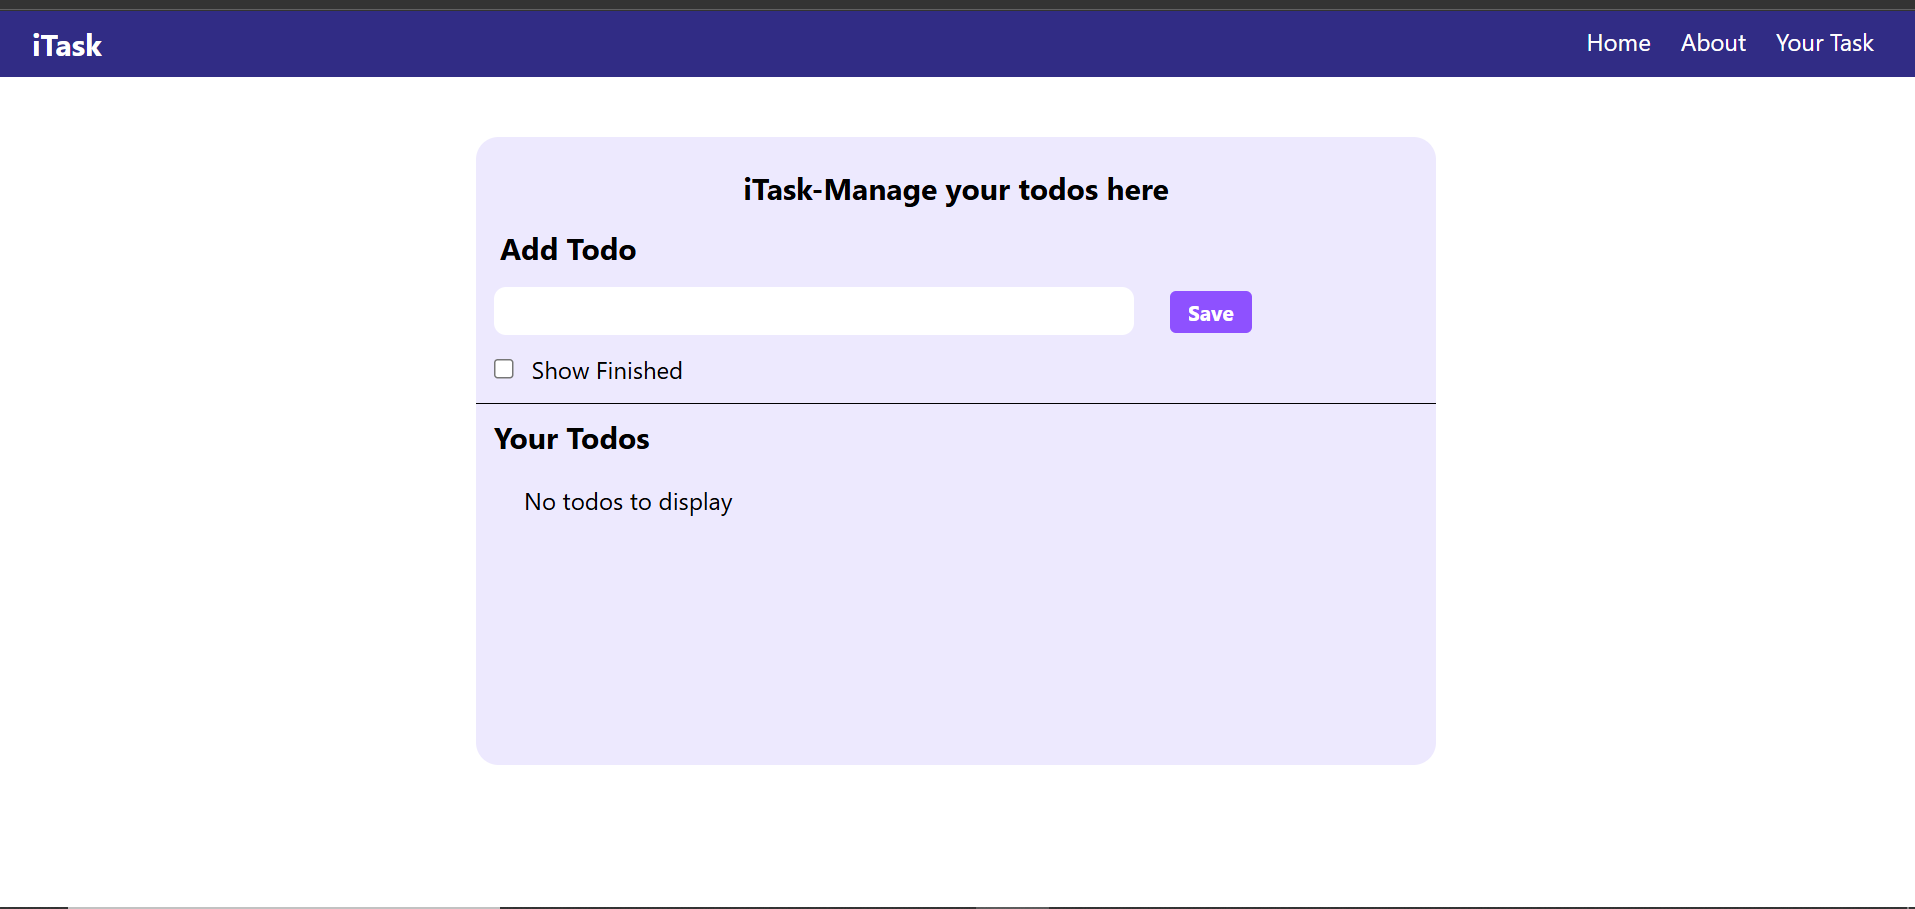 iTask
Home About Your Task
iTask-Manage your todos here
Add Todo
Save
Show Finished
Your Todos
No todos to display